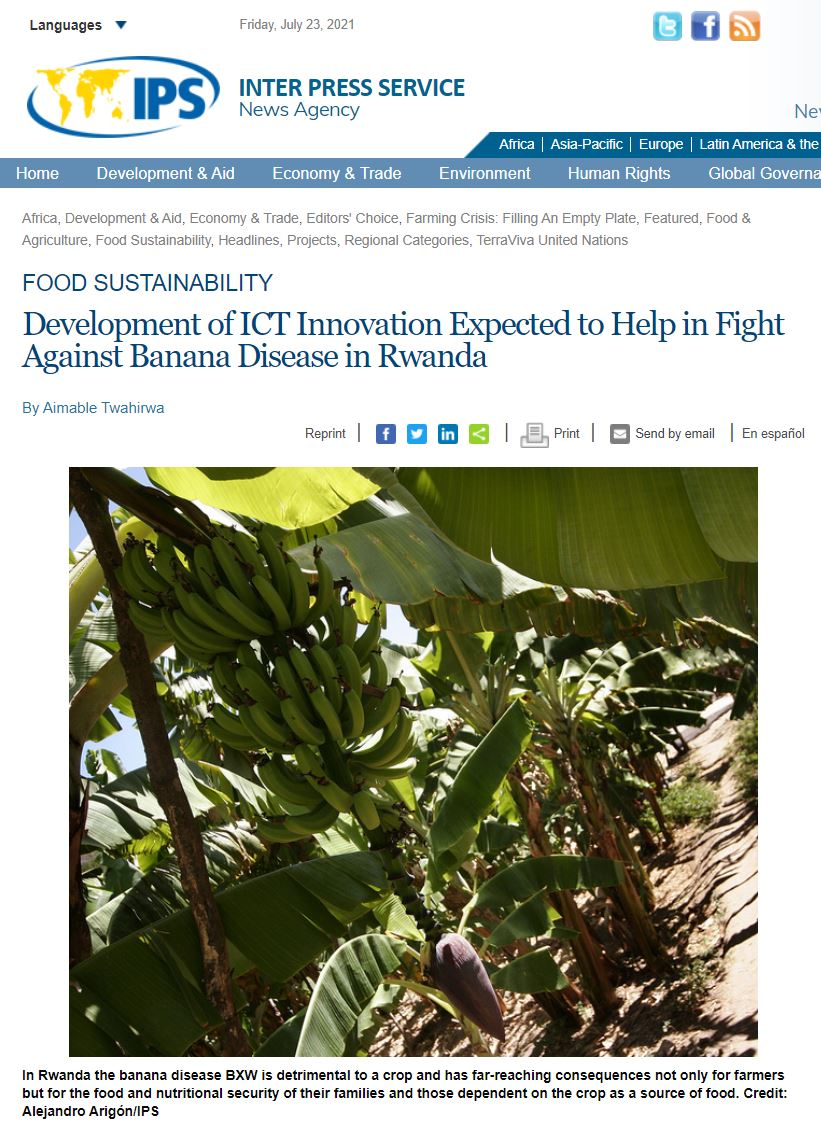 Languages
Friday, July 23, 2021
IPS
INTER PRESS SERVICE
News Agency
Africa | Asia-Pacific | Europe | Latin America & the
Home Development & Aid Economy & Trade Environment Human Rights Global
Africa, Development & Aid, Economy & Trade, Editors' Choice, Farming Crisis: Filling An Empty Plate, Featured, Food &
Agriculture, Food Sustainability, Headlines, Projects, Regional Categories, TerraViva United Nations
FOOD SUSTAINABILITY
Development of ICT Innovation Expected to Help in Fight
Against Banana Disease in Rwanda
By Aimable Twahirwa
Reprint | | Print | Send by email | En español
In Rwanda the banana disease BXW is detrimental to a crop and has far-reaching consequences not only for farmers
but for the food and nutritional security of their families and those dependent on the crop as a source of food. Credit:
Alejandro Arigón/IPS